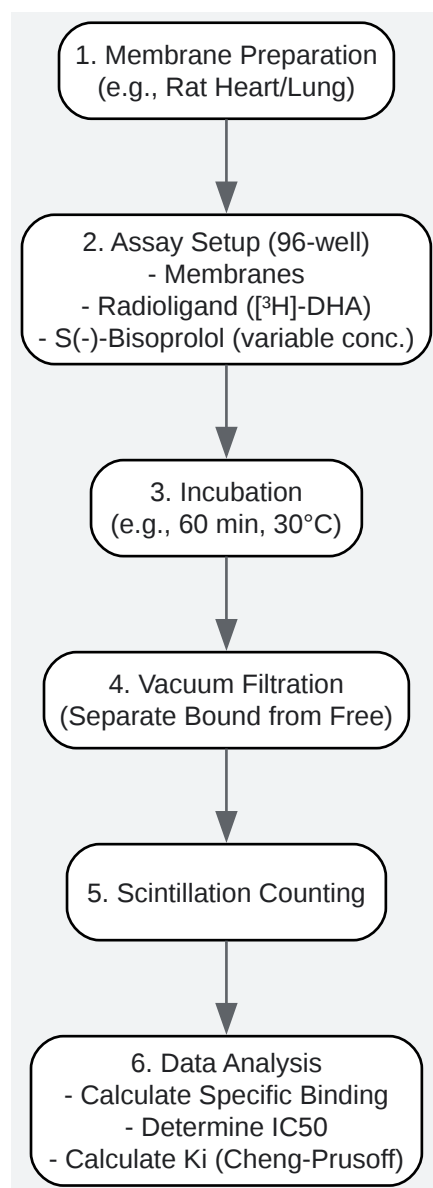 1. Membrane Preparation
(e.g., Rat Heart/Lung)
2. Assay Setup (96-well)
- Membranes
- Radioligand ([³H]-DHA)
- S(-)-Bisoprolol (variable conc.)
3. Incubation
(e.g., 60 min, 30°C)
4. Vacuum Filtration
(Separate Bound from Free)
5. Scintillation Counting
6. Data Analysis
- Calculate Specific Binding
- Determine IC50
- Calculate Ki (Cheng-Prusoff)